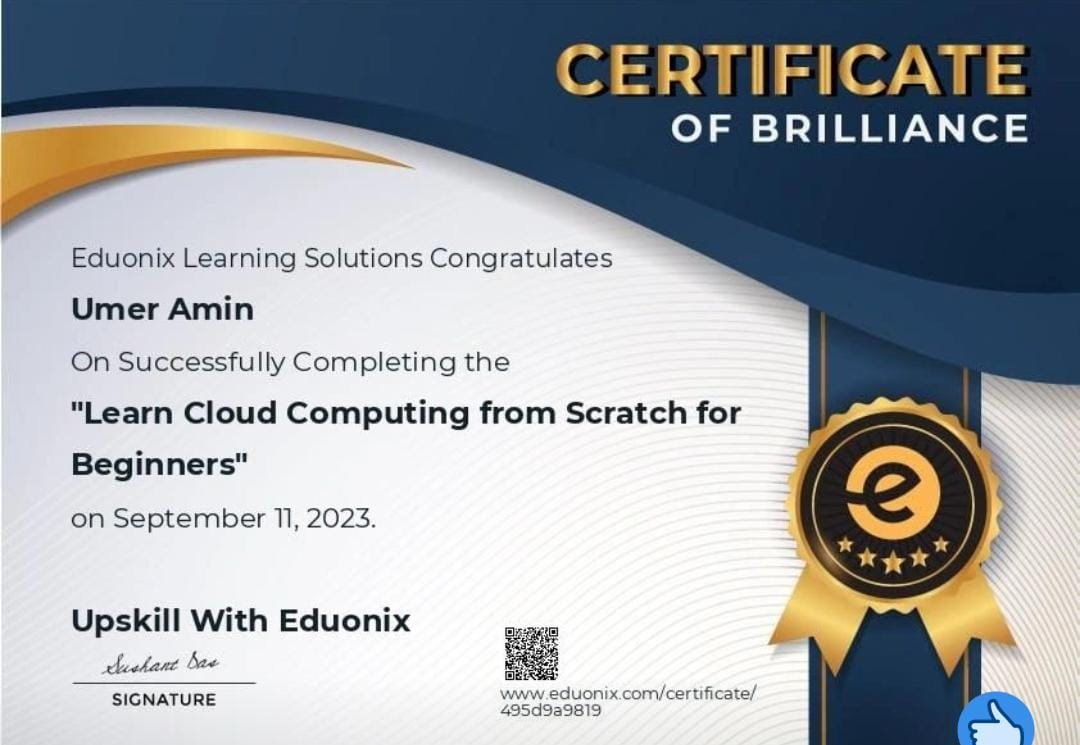 CERTIFICATE
OF BRILLIANCE
Eduonix Learning Solutions Congratulates
Umer Amin
On Successfully Completing the
"Learn Cloud Computing from Scratch for
Beginners"
on September 11, 2023.
Upskill With Eduonix
Sushant Das
SIGNATURE
www.eduonix.com/certificate/
495d9a9819
e